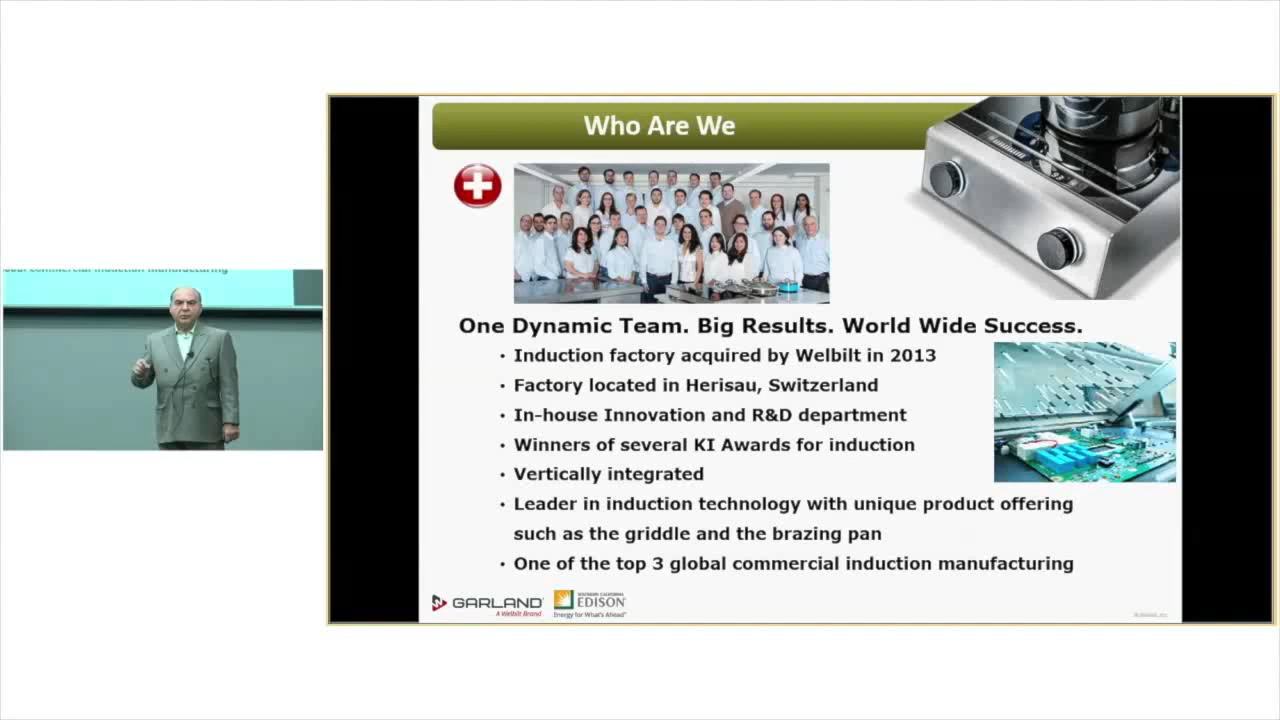 Who Are We
One Dynamic Team. Big Results. World Wide Success.
• Induction factory acquired by Welbilt in 2013
• Factory located in Herisau, Switzerland
• In-house Innovation and R&D department
• Winners of several KI Awards for induction
• Vertically integrated
• Leader in induction technology with unique product offering
such as the griddle and the brazing pan
• One of the top 3 global commercial induction manufacturing
GARLAND
A Welbilt Brand
SOUTHERN CALIFORNIA
EDISON
Energy for What's Ahead
commercial induction manufacturing